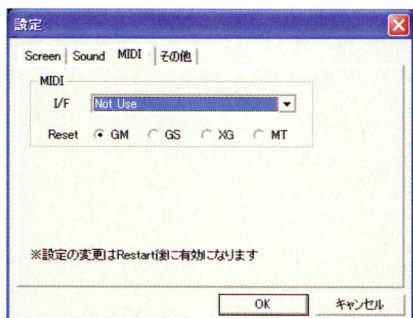 設定
Screen Sound MIDI その他
MIDI
I/F Not Use
Reset GM GS XG MT
※設定の変更はRestart後に有効になります
OK キャンセル